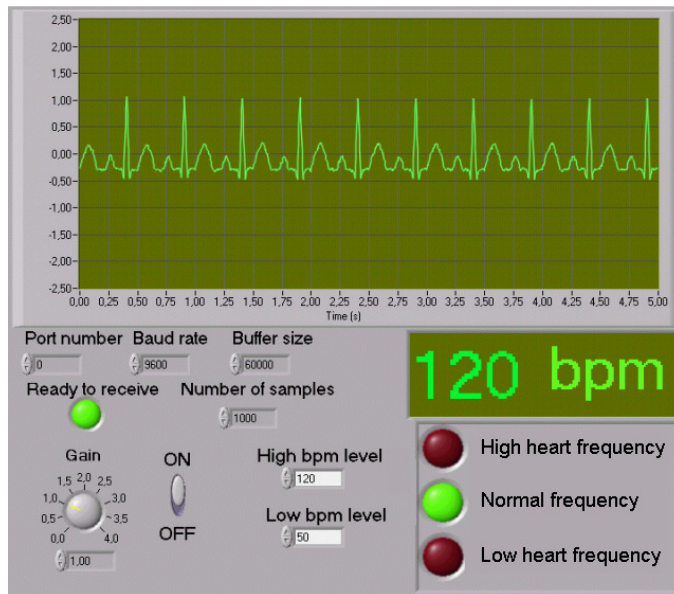 2,50
2,00
1,50
1,00
0,50
0,00
-0,50
-1,00
-1,50
-2,00
-2,50
0,00 0,25 0,50 0,75 1,00 1,25 1,50 1,75 2,00 2,25 2,50 2,75 3,00 3,25 3,50 3,75 4,00 4,25 4,50 4,75 5,00
Time (s)
Port number Baud rate Buffer size
0 9600 60000
120 bpm
Ready to receive Number of samples
1000
Gain
0,0 0,5 1,0 1,5 2,0 2,5 3,0 3,5 4,0
1,00
ON
OFF
High bpm level
120
Low bpm level
50
High heart frequency
Normal frequency
Low heart frequency